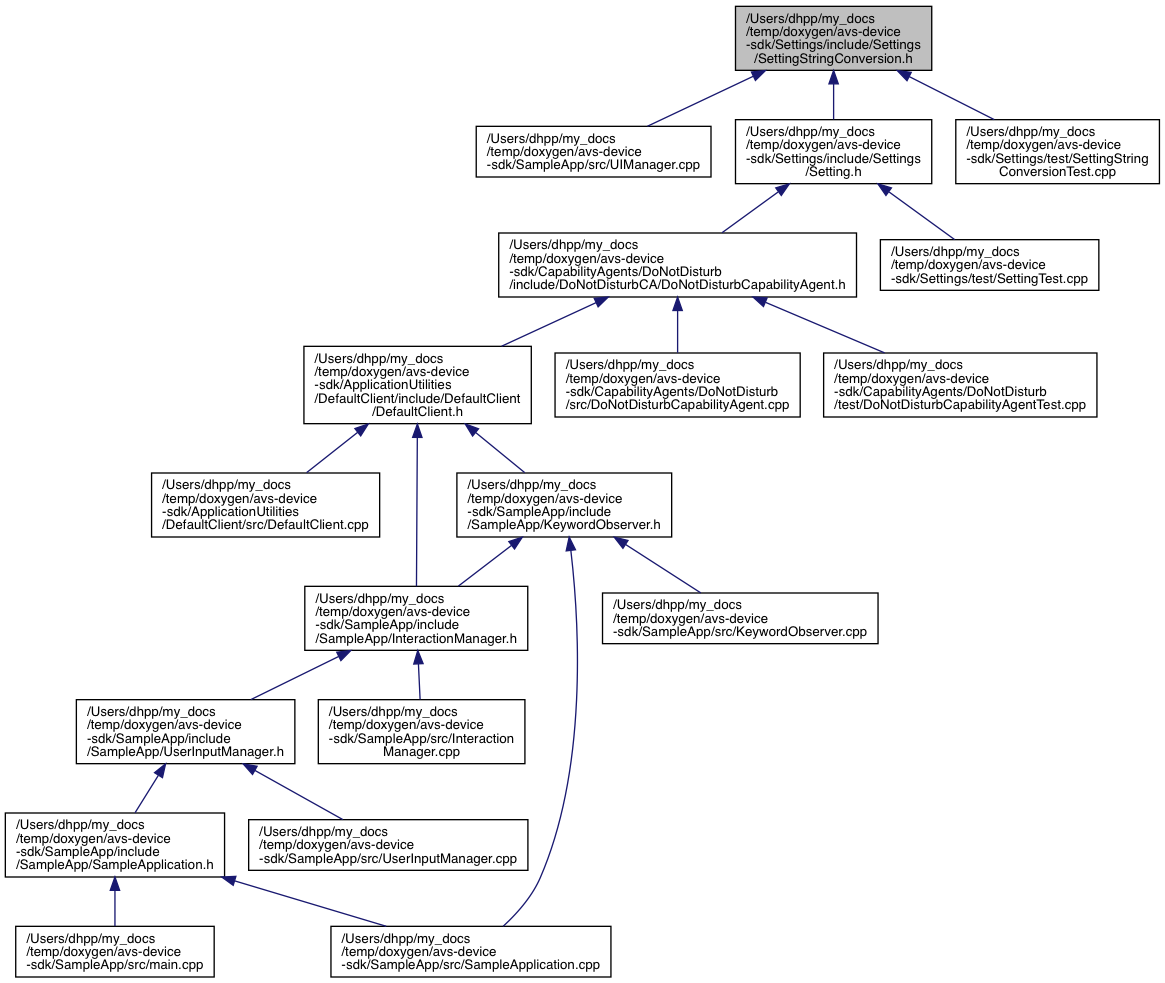 /Users/dhpp/my_docs
/temp/doxygen/avs-device
-sdk/Settings/include/Settings
/SettingStringConversion.h
/Users/dhpp/my_docs
/temp/doxygen/avs-device
-sdk/SampleApp/src/UIManager.cpp
/Users/dhpp/my_docs
/temp/doxygen/avs-device
-sdk/Settings/include/Settings
/Setting.h
/Users/dhpp/my_docs
/temp/doxygen/avs-device
-sdk/Settings/test/SettingString
ConversionTest.cpp
/Users/dhpp/my_docs
/temp/doxygen/avs-device
-sdk/CapabilityAgents/DoNotDisturb
/include/DoNotDisturbCA/DoNotDisturbCapabilityAgent.h
/Users/dhpp/my_docs
/temp/doxygen/avs-device
-sdk/Settings/test/SettingTest.cpp
/Users/dhpp/my_docs
/temp/doxygen/avs-device
-sdk/ApplicationUtilities
/DefaultClient/include/DefaultClient
/DefaultClient.h
/Users/dhpp/my_docs
/temp/doxygen/avs-device
-sdk/CapabilityAgents/DoNotDisturb
/src/DoNotDisturbCapabilityAgent.cpp
/Users/dhpp/my_docs
/temp/doxygen/avs-device
-sdk/CapabilityAgents/DoNotDisturb
/test/DoNotDisturbCapabilityAgentTest.cpp
/Users/dhpp/my_docs
/temp/doxygen/avs-device
-sdk/ApplicationUtilities
/DefaultClient/src/DefaultClient.cpp
/Users/dhpp/my_docs
/temp/doxygen/avs-device
-sdk/SampleApp/include
/SampleApp/KeywordObserver.h
/Users/dhpp/my_docs
/temp/doxygen/avs-device
-sdk/SampleApp/include
/SampleApp/InteractionManager.h
/Users/dhpp/my_docs
/temp/doxygen/avs-device
-sdk/SampleApp/src/KeywordObserver.cpp
/Users/dhpp/my_docs
/temp/doxygen/avs-device
-sdk/SampleApp/include
/SampleApp/UserInputManager.h
/Users/dhpp/my_docs
/temp/doxygen/avs-device
-sdk/SampleApp/src/Interaction
Manager.cpp
/Users/dhpp/my_docs
/temp/doxygen/avs-device
-sdk/SampleApp/include
/SampleApp/SampleApplication.h
/Users/dhpp/my_docs
/temp/doxygen/avs-device
-sdk/SampleApp/src/UserInputManager.cpp
/Users/dhpp/my_docs
/temp/doxygen/avs-device
-sdk/SampleApp/src/main.cpp
/Users/dhpp/my_docs
/temp/doxygen/avs-device
-sdk/SampleApp/src/SampleApplication.cpp